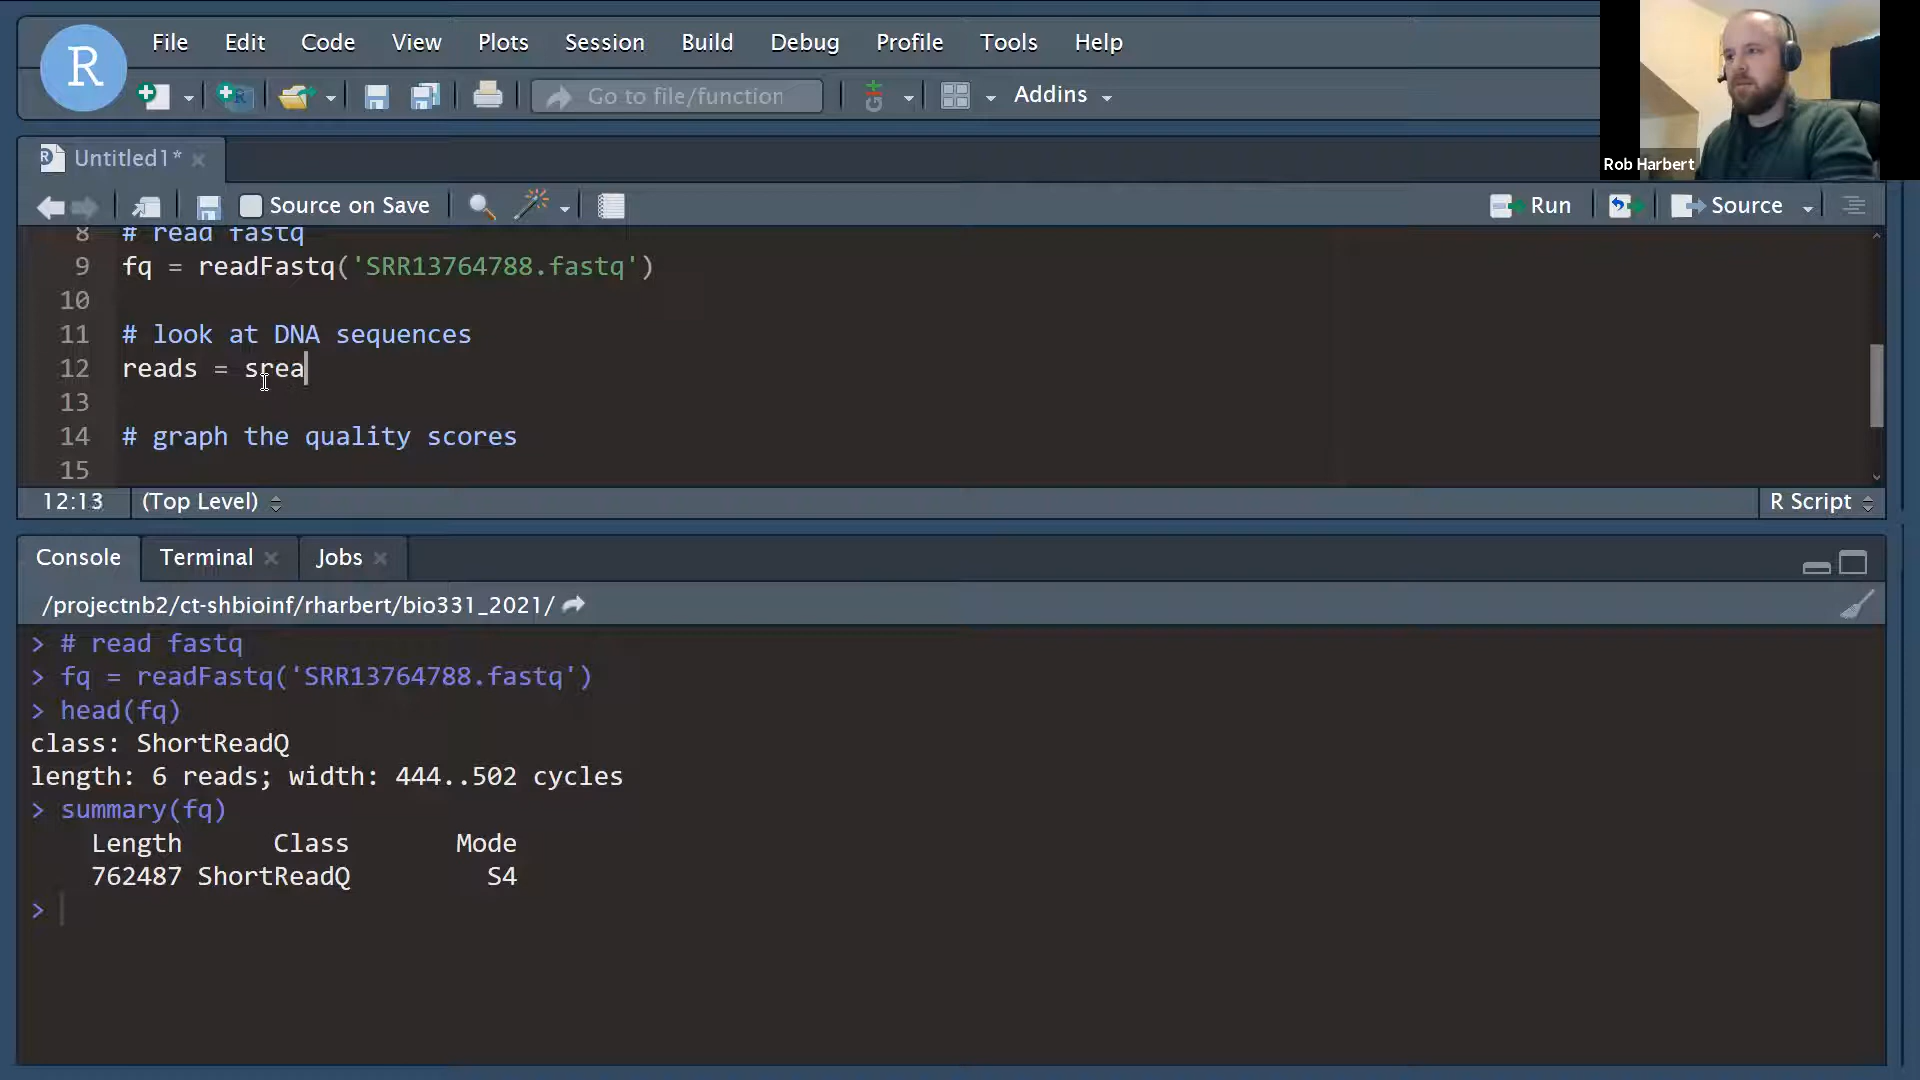 R File Edit Code View Plots Session Build Debug Profile Tools Help
Go to file/function Addins
Rob Harbert
Untitled1*
Source on Save Run Source
8 # read fastq
9 fq = readFastq('SRR13764788.fastq')
10
11 # look at DNA sequences
12 reads = srea
13
14 # graph the quality scores
15
12:13 (Top Level) R Script
Console Terminal Jobs
/projectnb2/ct-shbioinf/rharbert/bio331_2021/
> # read fastq
> fq = readFastq('SRR13764788.fastq')
> head(fq)
class: ShortReadQ
length: 6 reads; width: 444..502 cycles
> summary(fq)
Length Class Mode
762487 ShortReadQ S4
>